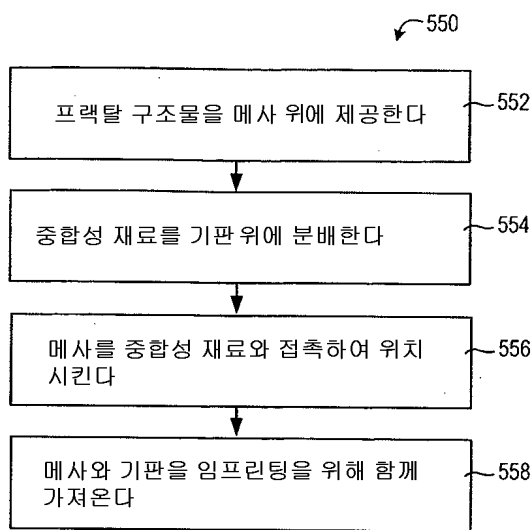 550
프랙탈 구조물을 메사 위에 제공한다
552
중합성 재료를 기판 위에 분배한다
554
메사를 중합성 재료와 접촉하여 위치
시킨다
556
메사와 기판을 임프린팅을 위해 함께
가져온다
558